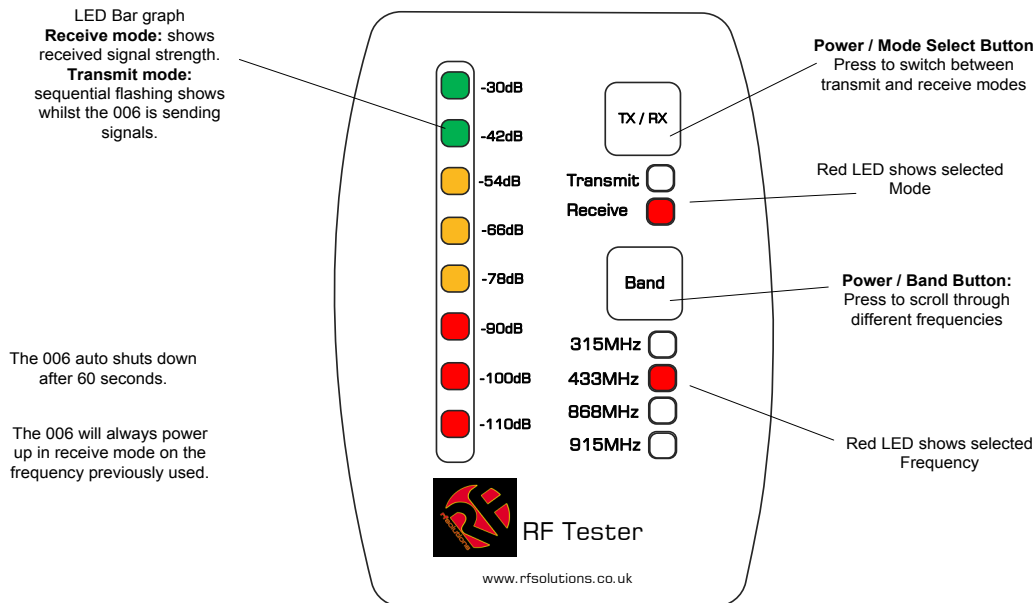 LED Bar graph
Receive mode: shows
received signal strength.
Transmit mode:
sequential flashing shows
whilst the 006 is sending
signals.
The 006 auto shuts down
after 60 seconds.
The 006 will always power
up in receive mode on the
frequency previously used.
-30dB
-42dB
-54dB
-66dB
-78dB
-90dB
-100dB
-110dB
TX / RX
Transmit
Receive
Band
315MHz
433MHz
868MHz
915MHz
RF
rfsolutions
RF Tester
www.rfsolutions.co.uk
Power / Mode Select Button
Press to switch between
transmit and receive modes
Red LED shows selected
Mode
Power / Band Button:
Press to scroll through
different frequencies
Red LED shows selected
Frequency